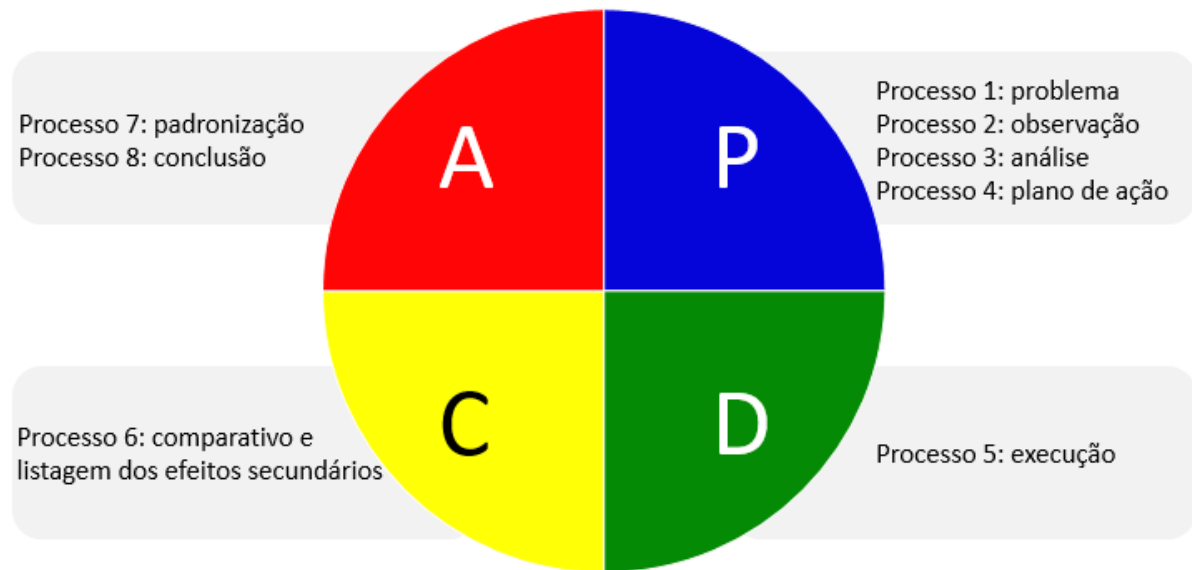 A
P
Processo 7: padronização
Processo 8: conclusão
Processo 1: problema
Processo 2: observação
Processo 3: análise
Processo 4: plano de ação
C
D
Processo 6: comparativo e
listagem dos efeitos secundários
Processo 5: execução